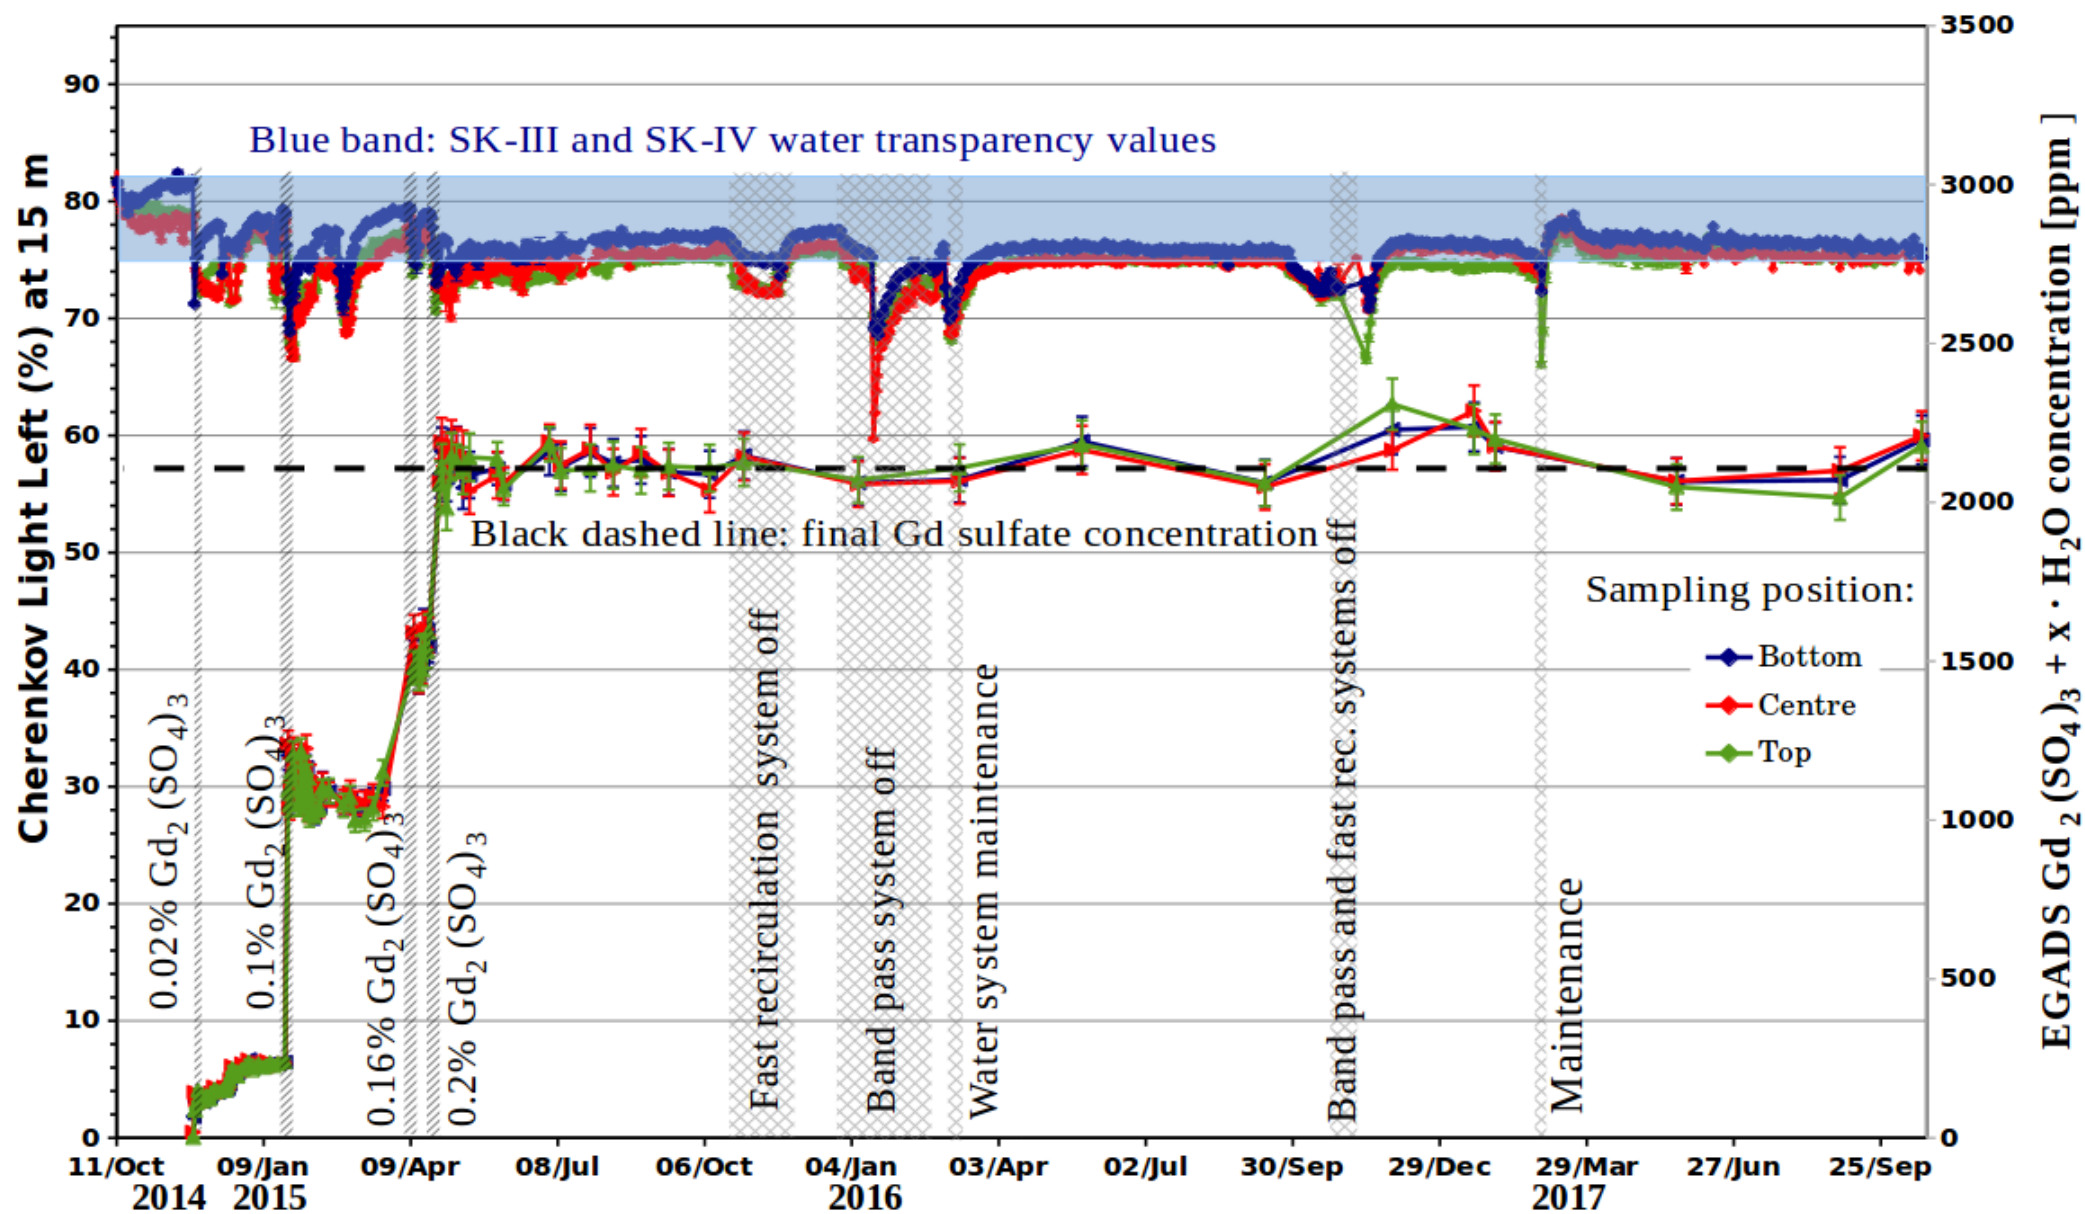 Cherenkov Light Left (%) at 15 m
90
80
70
60
50
40
30
20
10
0
3500
3000
2500
2000
1500
1000
500
0
EGADS Gd₂(SO₄)₃ + x · H₂O concentration [ppm]
Blue band: SK-III and SK-IV water transparency values
Black dashed line: final Gd sulfate concentration
0.02% Gd₂(SO₄)₃
0.1% Gd₂(SO₄)₃
0.16% Gd₂(SO₄)₃
0.2% Gd₂(SO₄)₃
Fast recirculation system off
Band pass system off
Water system maintenance
Band pass and fast rec. systems off
Maintenance
Sampling position:
Bottom
Centre
Top
11/Oct 09/Jan 09/Apr 08/Jul 06/Oct 04/Jan 03/Apr 02/Jul 30/Sep 29/Dec 29/Mar 27/Jun 25/Sep
2014 2015 2016 2017